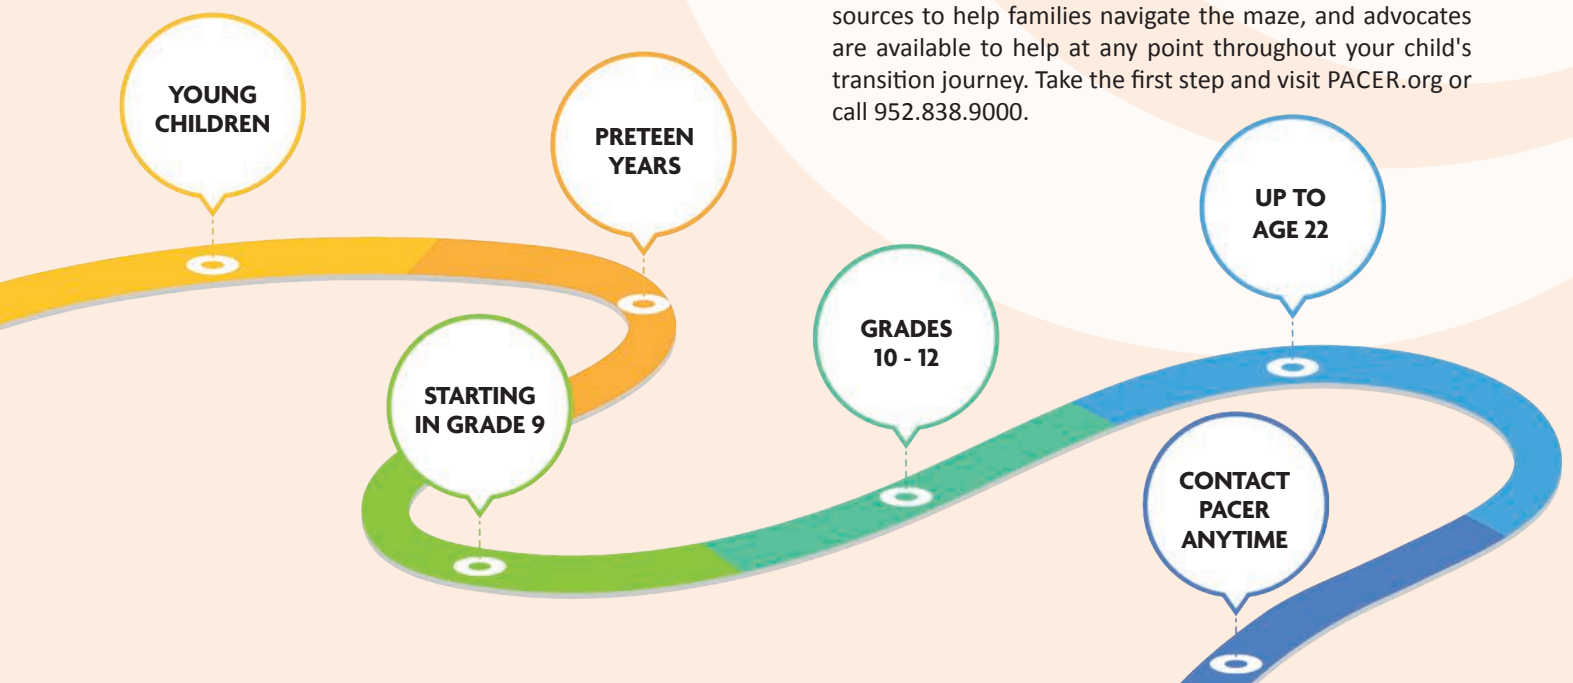 sources to help families navigate the maze, and advocates
are available to help at any point throughout your child's
transition journey. Take the first step and visit PACER.org or
call 952.838.9000.
YOUNG
CHILDREN
PRETEEN
YEARS
STARTING
IN GRADE 9
GRADES
10 - 12
UP TO
AGE 22
CONTACT
PACER
ANYTIME